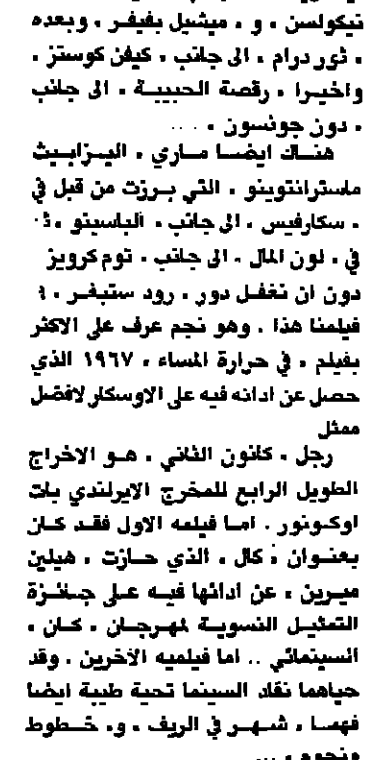 نيكولسن ، و ، ميشيل بفيفر ، وبعده
، ثور درام ، الى جانب ، كيفن كوستنز ،
واخيرا ، رقصة الحبيبة ، الى جانب
، دون جونسون ، ...
هناك ايضا ماري ، اليزابيث
ماسترانتوينو ، التي برزت من قبل في
، سكارفيس ، الى جانب ، الباسينو ،
في ، لون المال ، الى جانب ، توم كرويز
دون ان نغفل دور ، رود ستيفر ،
فيلمنا هذا . وهو نجم عرف على الاكثر
بفيلم ، في حرارة المساء ، ١٩٦٧ الذي
حصل عن ادائه فيه على الاوسكار لافضل
ممثل
رجل ، كانون الثاني ، هو الاخراج
الطويل الرابع للمخرج الايرلندي بات
اوكونور . اما فيلمه الاول فقد كان
بعنوان ، كال ، الذي حازت ، هيلين
ميرين ، عن ادائها فيه على جائزة
التمثيل النسوية لمهرجان ، كان ،
السينمائي .. اما فيلميه الآخرين . وقد
حياهما نقاد السينما تحية طيبة ايضا
فهما ، شهر في الريف ، و، خطوط
ونجوم ، ...